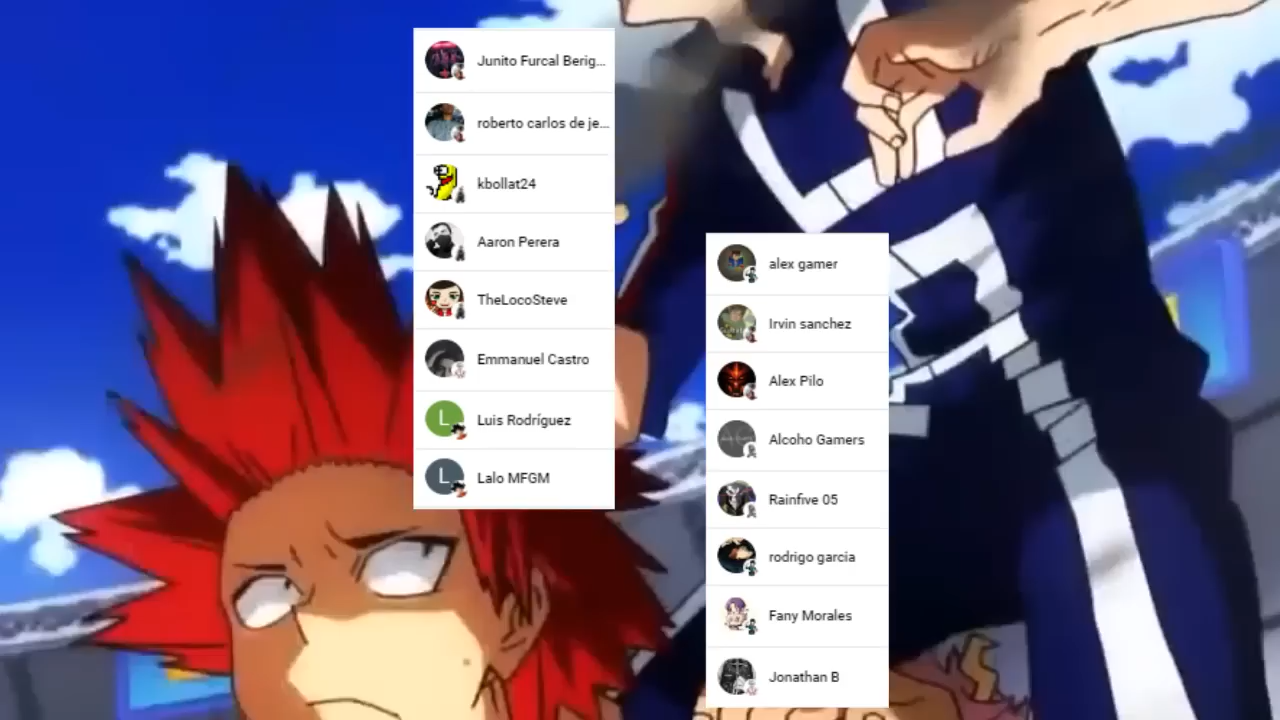 Junito Furcal Berig...
roberto carlos de je...
kbollat24
Aaron Perera
TheLocoSteve
Emmanuel Castro
L Luis Rodríguez
L Lalo MFGM
alex gamer
Irvin sanchez
Alex Pilo
Alcoho Gamers
Rainfive 05
rodrigo garcia
Fany Morales
Jonathan B